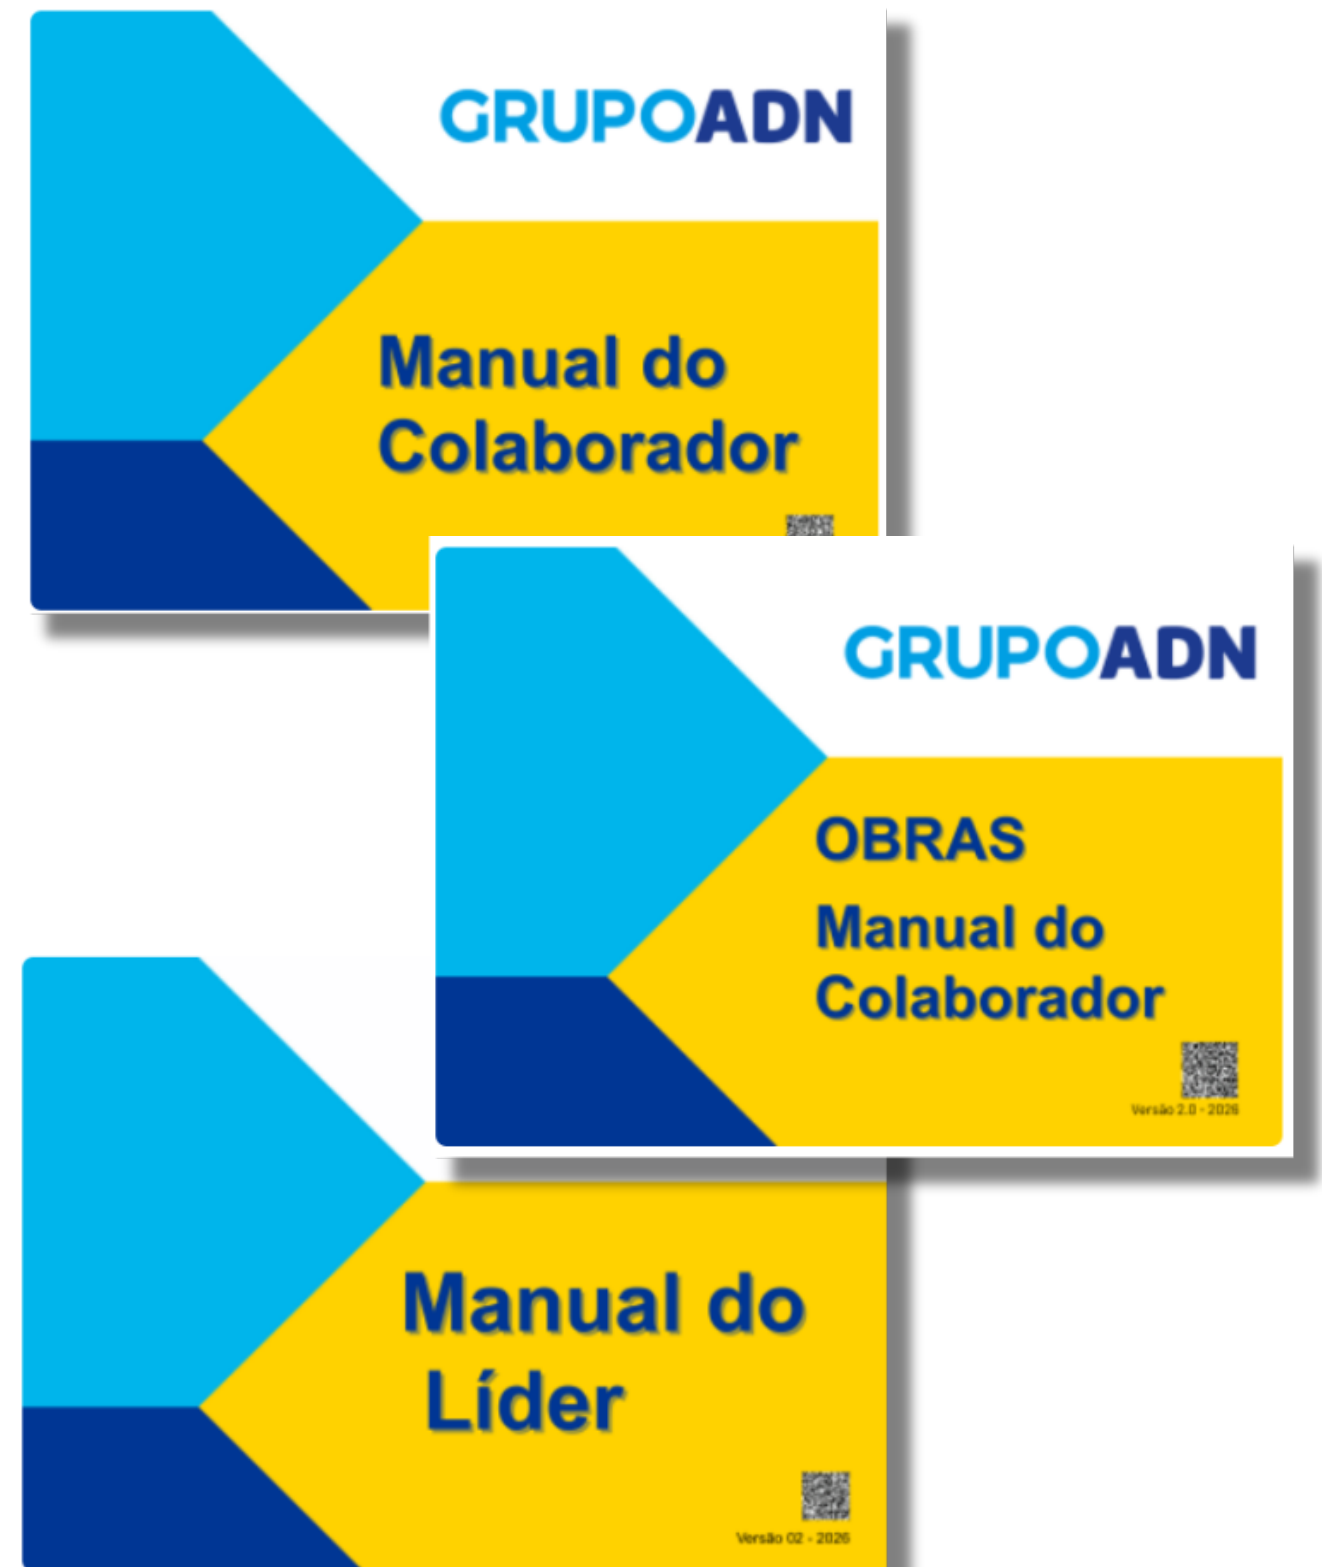 GRUPOADN
Manual do
Colaborador
GRUPOADN
OBRAS
Manual do
Colaborador
Versão 2.0 - 2026
Manual do
Líder
Versão 02 - 2026